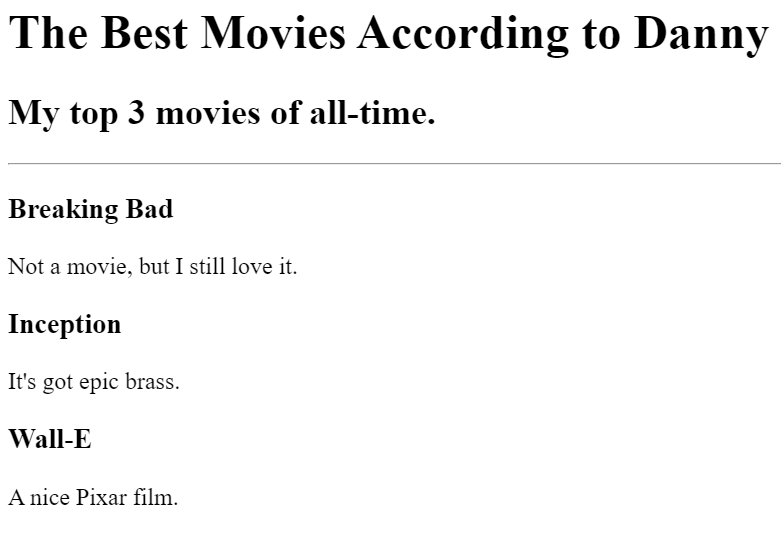 The Best Movies According to Danny
My top 3 movies of all-time.
Breaking Bad
Not a movie, but I still love it.
Inception
It's got epic brass.
Wall-E
A nice Pixar film.